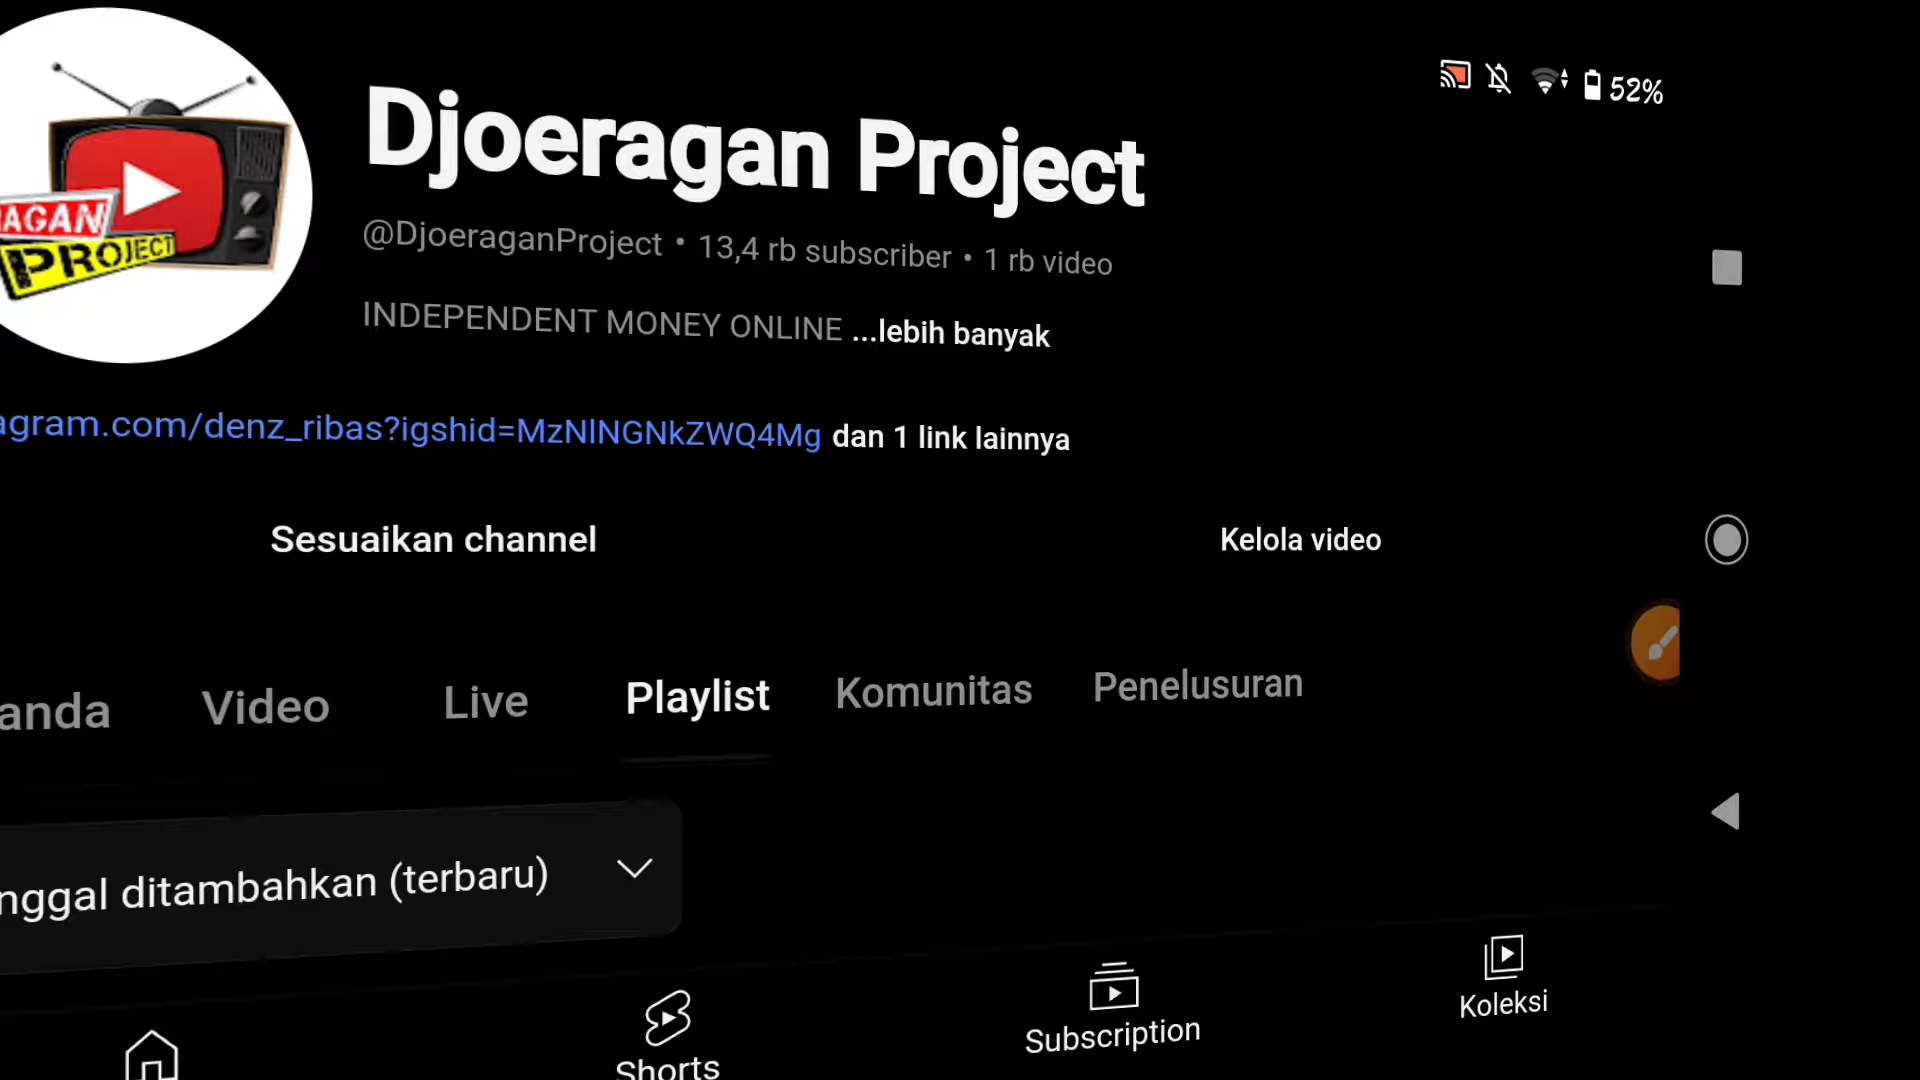 52%
AGAN
PROJECT
Djoeragan Project
@DjoeraganProject • 13,4 rb subscriber • 1 rb video
INDEPENDENT MONEY ONLINE ...lebih banyak
agram.com/denz_ribas?igshid=MzNlNGNkZWQ4Mg dan 1 link lainnya
Sesuaikan channel
Kelola video
anda Video Live Playlist Komunitas Penelusuran
nggal ditambahkan (terbaru)
Shorts
Subscription
Koleksi